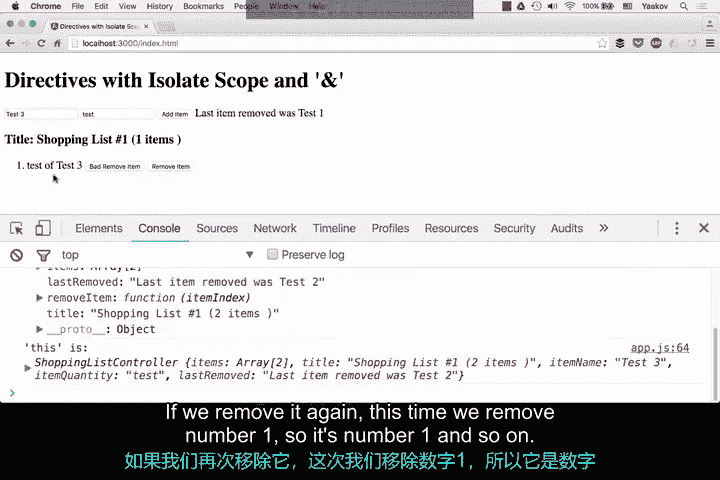 Chrome File Edit View History Bookmarks People Window Help 100% Yaakov
Directives with Isolate Sco
Yaakov
localhost:3000/index.html
Directives with Isolate Scope and '&'
Test 3 test Add Item Last item removed was Test 1
Title: Shopping List #1 (1 items )
1. test of Test 3 Bad Remove Item Remove Item
Elements Console Sources Network Timeline Profiles Resources Security Audits
top Preserve log
items: Array[2]
lastRemoved: "Last item removed was Test 2"
removeItem: function (itemIndex)
title: "Shopping List #1 (2 items )"
__proto__: Object
'this' is: app.js:64
ShoppingListController {items: Array[2], title: "Shopping List #1 (2 items )", itemName: "Test 3",
itemQuantity: "test", lastRemoved: "Last item removed was Test 2"}
If we remove it again, this time we remove
number 1, so it's number 1 and so on.
如果我们再次移除它，这次我们移除数字1，所以它是数字